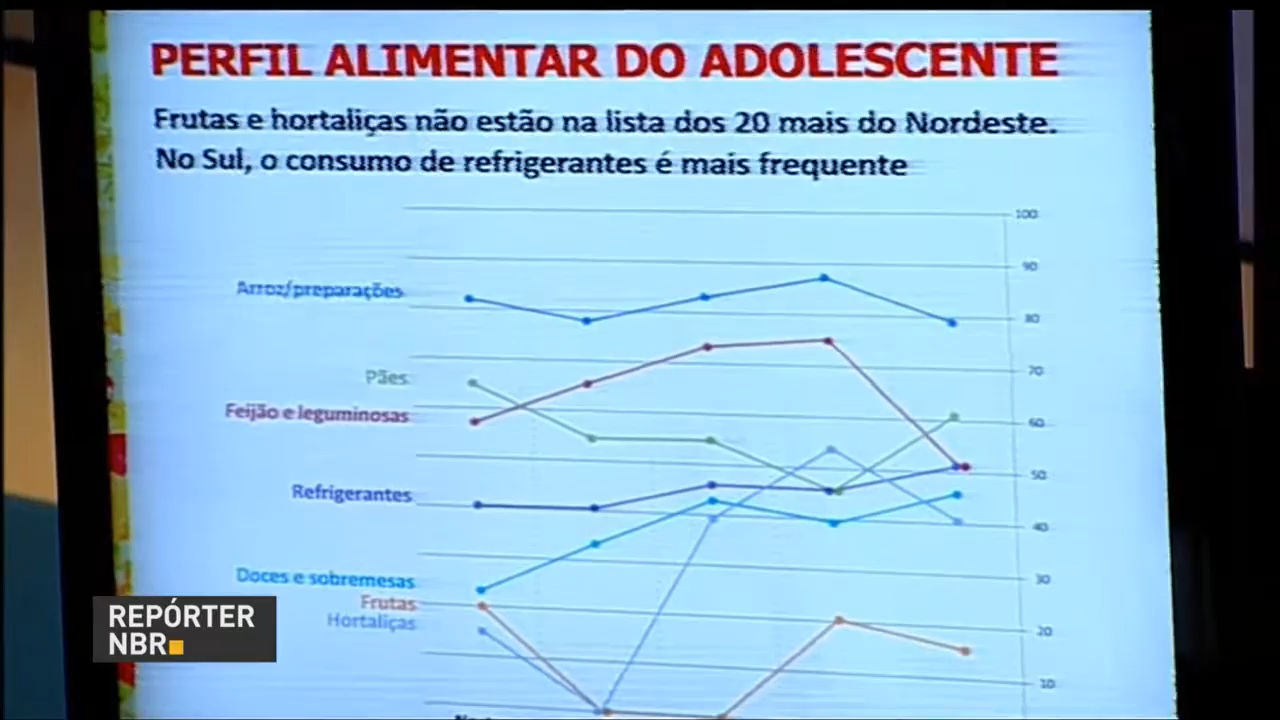 PERFIL ALIMENTAR DO ADOLESCENTE
Frutas e hortaliças não estão na lista dos 20 mais do Nordeste.
No Sul, o consumo de refrigerantes é mais frequente
100
90
Arroz/preparações
80
70
Pães
Feijão e leguminosas
60
50
Refrigerantes
40
30
Doces e sobremesas
Frutas
Hortaliças
20
10
REPÓRTER
NBR